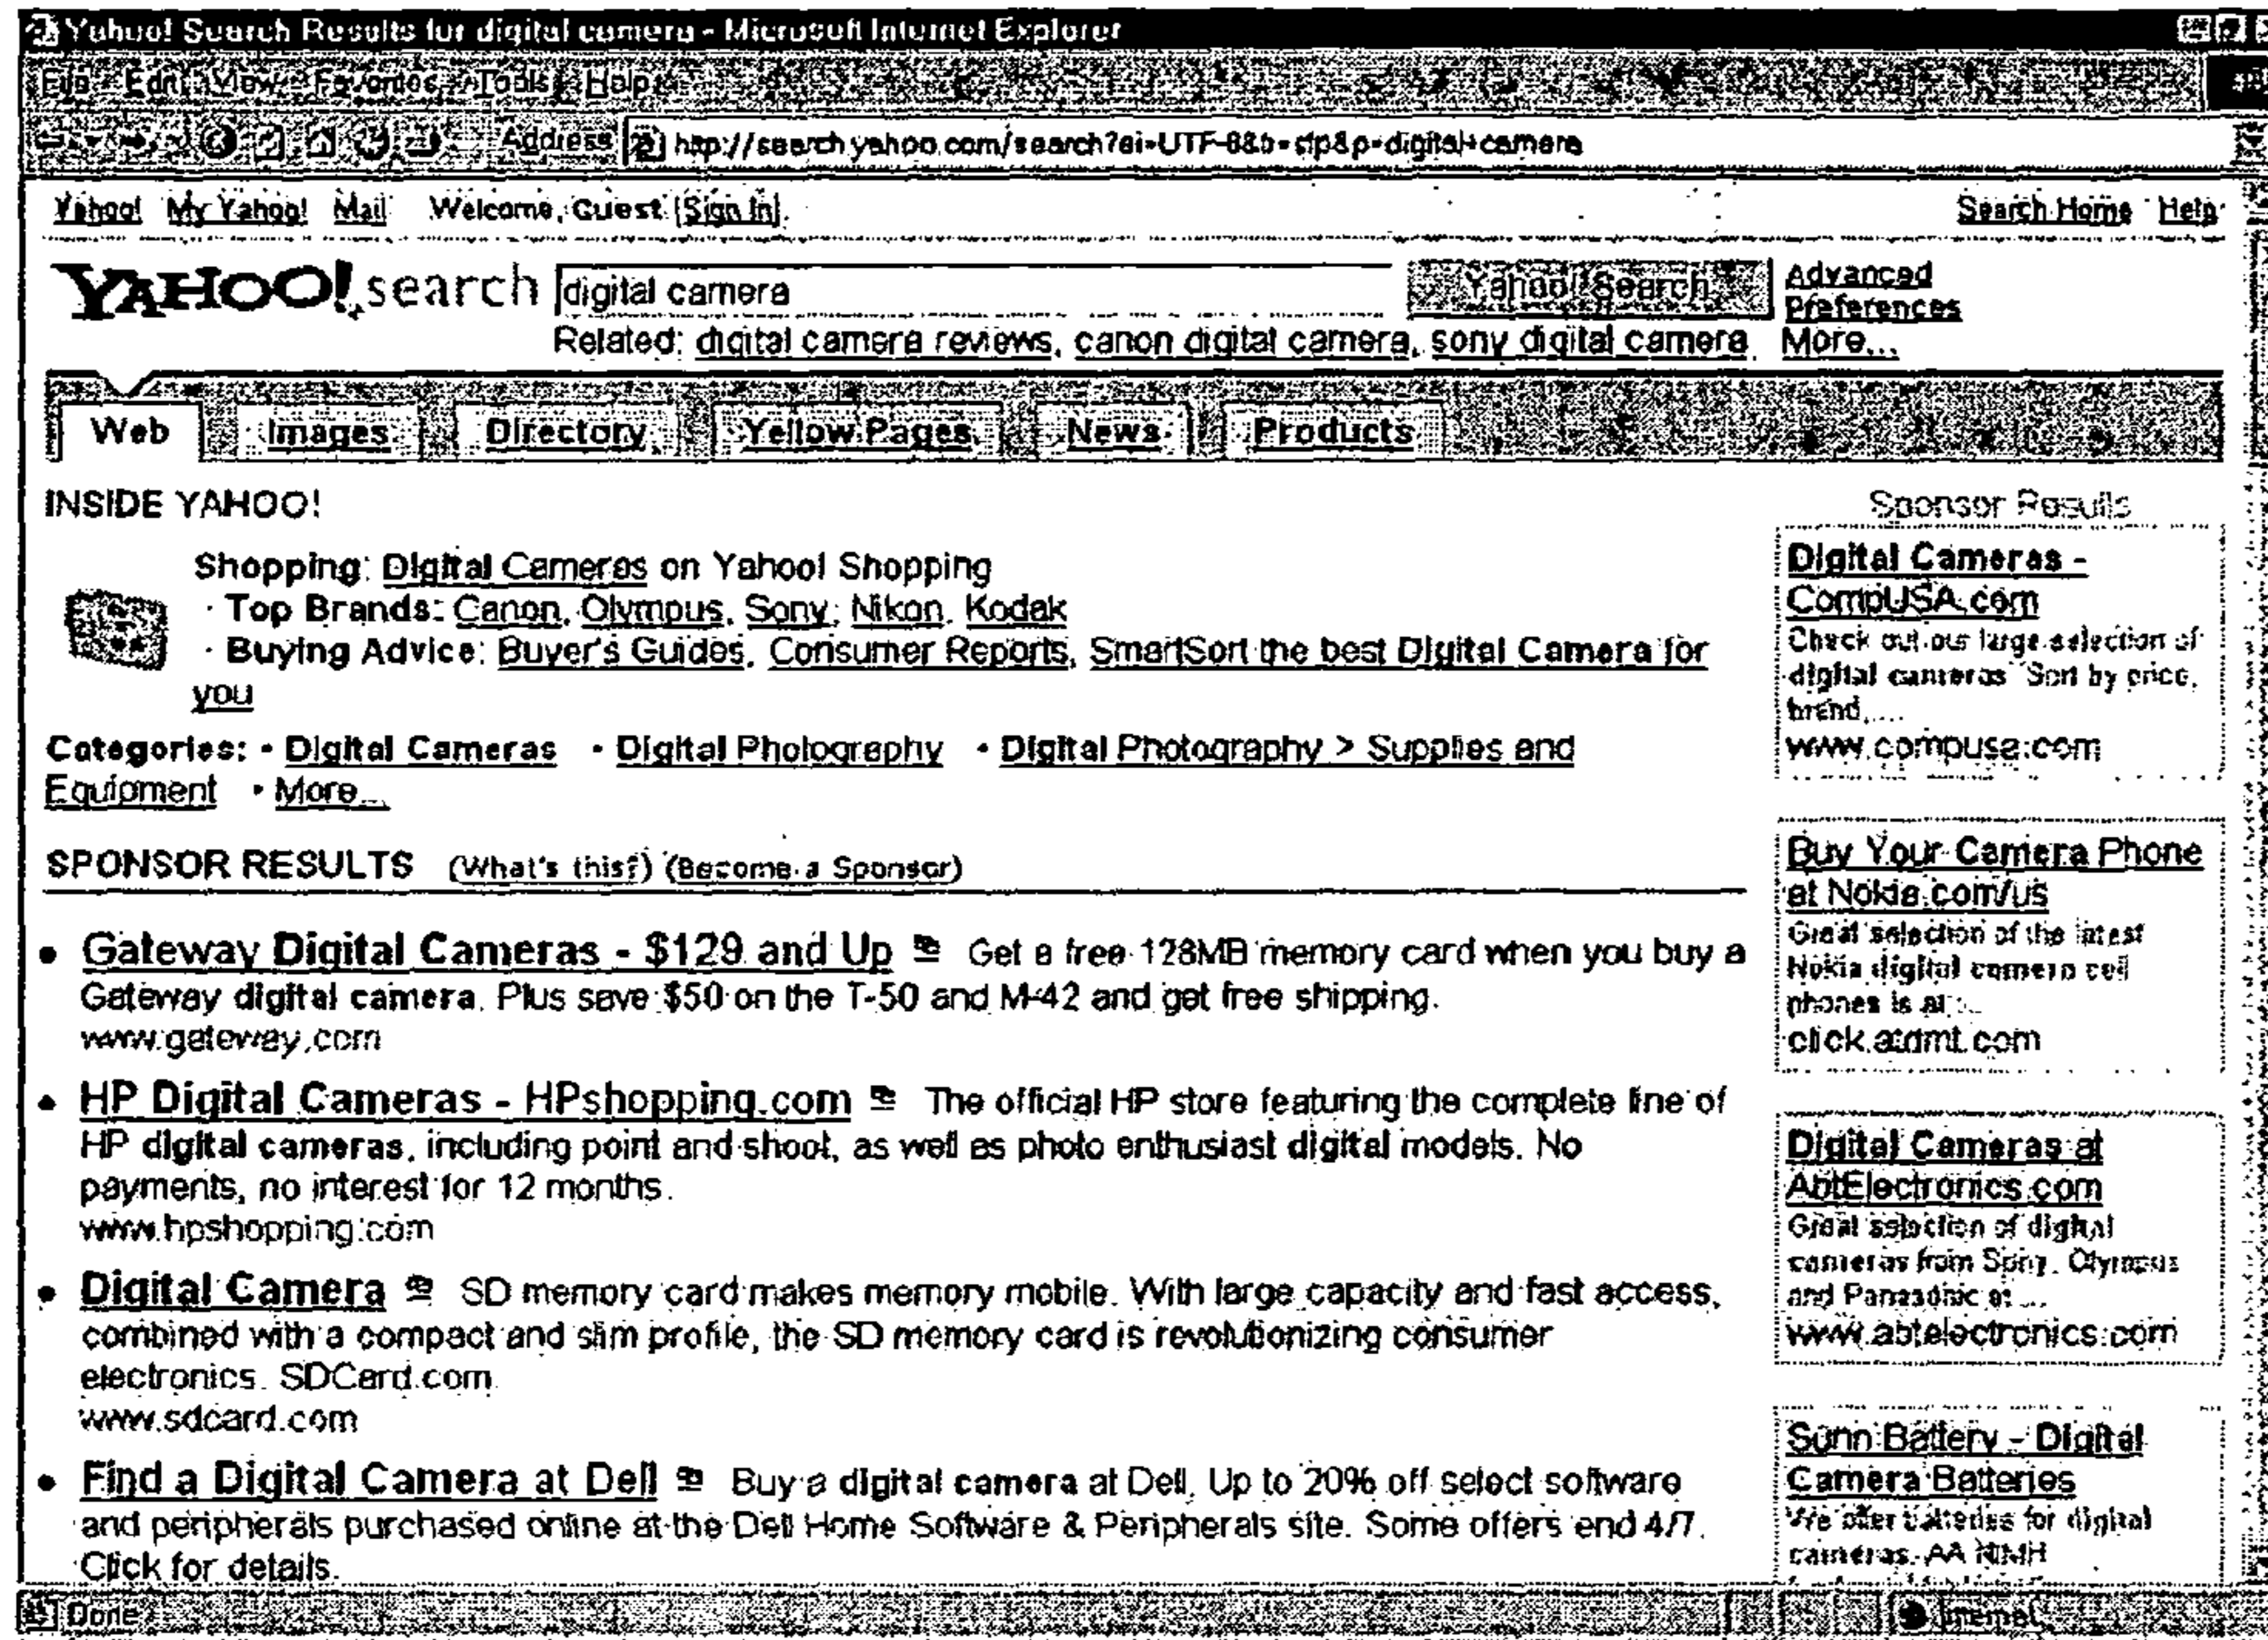 Yahoo! Search Results for digital camera - Microsoft Internet Explorer
File Edit View Favorites Tools Help
Address http://search.yahoo.com/search?ei=UTF-8&b=sfp&p=digital+camera
Yahoo! My Yahoo! Mail Welcome, Guest [Sign In] Search Home Help
YAHOO! search digital camera Yahoo! Search Advanced
Preferences
Related: digital camera reviews, canon digital camera, sony digital camera More...
Web Images Directory Yellow Pages News Products
INSIDE YAHOO!
Shopping: Digital Cameras on Yahoo! Shopping
· Top Brands: Canon, Olympus, Sony, Nikon, Kodak
· Buying Advice: Buyer's Guides, Consumer Reports, SmartSort the best Digital Camera for
you
Categories: • Digital Cameras • Digital Photography • Digital Photography > Supplies and
Equipment • More...
SPONSOR RESULTS (What's this?) (Become a Sponsor)
• Gateway Digital Cameras - $129 and Up Get a free 128MB memory card when you buy a
Gateway digital camera. Plus save $50 on the T-50 and M-42 and get free shipping.
www.gateway.com
• HP Digital Cameras - HPshopping.com The official HP store featuring the complete line of
HP digital cameras, including point and shoot, as well as photo enthusiast digital models. No
payments, no interest for 12 months.
www.hpshopping.com
• Digital Camera SD memory card makes memory mobile. With large capacity and fast access,
combined with a compact and slim profile, the SD memory card is revolutionizing consumer
electronics. SDCard.com
www.sdcard.com
• Find a Digital Camera at Dell Buy a digital camera at Dell. Up to 20% off select software
and peripherals purchased online at the Dell Home Software & Peripherals site. Some offers end 4/7.
Click for details.
Sponsor Results
Digital Cameras -
CompUSA.com
Check out our large selection of
digital cameras Sort by price,
brand,...
www.compusa.com
Buy Your Camera Phone
at Nokia.com/us
Great selection of the latest
Nokia digital camera cell
phones is at ...
click.atdmt.com
Digital Cameras at
AbtElectronics.com
Great selection of digital
cameras from Sony, Olympus
and Panasonic at ...
www.abtelectronics.com
Sunn Battery - Digital
Camera Batteries
We offer batteries for digital
cameras. AA NIMH
Done